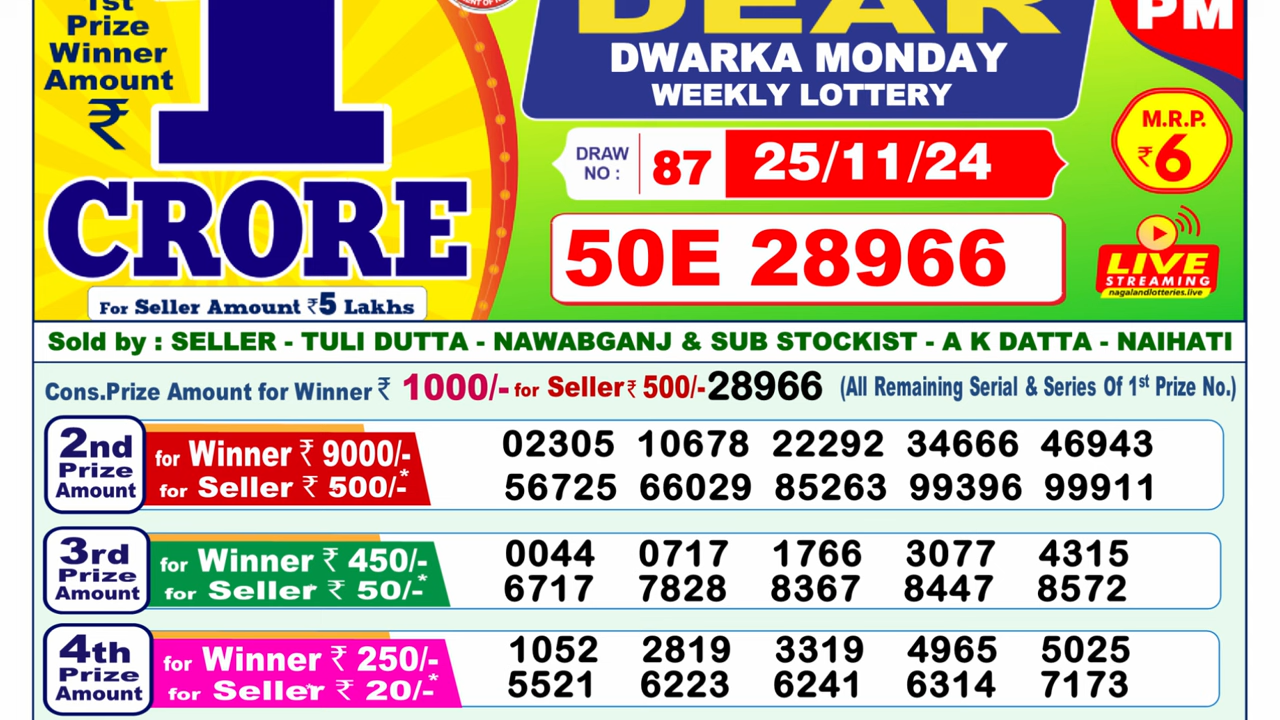 1st
Prize
Winner
Amount
₹
1
CRORE
For Seller Amount ₹5 Lakhs
DEAR
DWARKA MONDAY
WEEKLY LOTTERY
PM
DRAW
NO :
87
25/11/24
M.R.P.
₹6
50E 28966
LIVE
STREAMING
nagalandlotteries.live
Sold by : SELLER - TULI DUTTA - NAWABGANJ & SUB STOCKIST - A K DATTA - NAIHATI
Cons.Prize Amount for Winner ₹ 1000/- for Seller ₹ 500/- 28966 (All Remaining Serial & Series Of 1st Prize No.)
2nd
Prize
Amount
for Winner ₹ 9000/-
for Seller ₹ 500/-*
02305 10678 22292 34666 46943
56725 66029 85263 99396 99911
3rd
Prize
Amount
for Winner ₹ 450/-
for Seller ₹ 50/-*
0044 0717 1766 3077 4315
6717 7828 8367 8447 8572
4th
Prize
Amount
for Winner ₹ 250/-
for Seller ₹ 20/-*
1052 2819 3319 4965 5025
5521 6223 6241 6314 7173